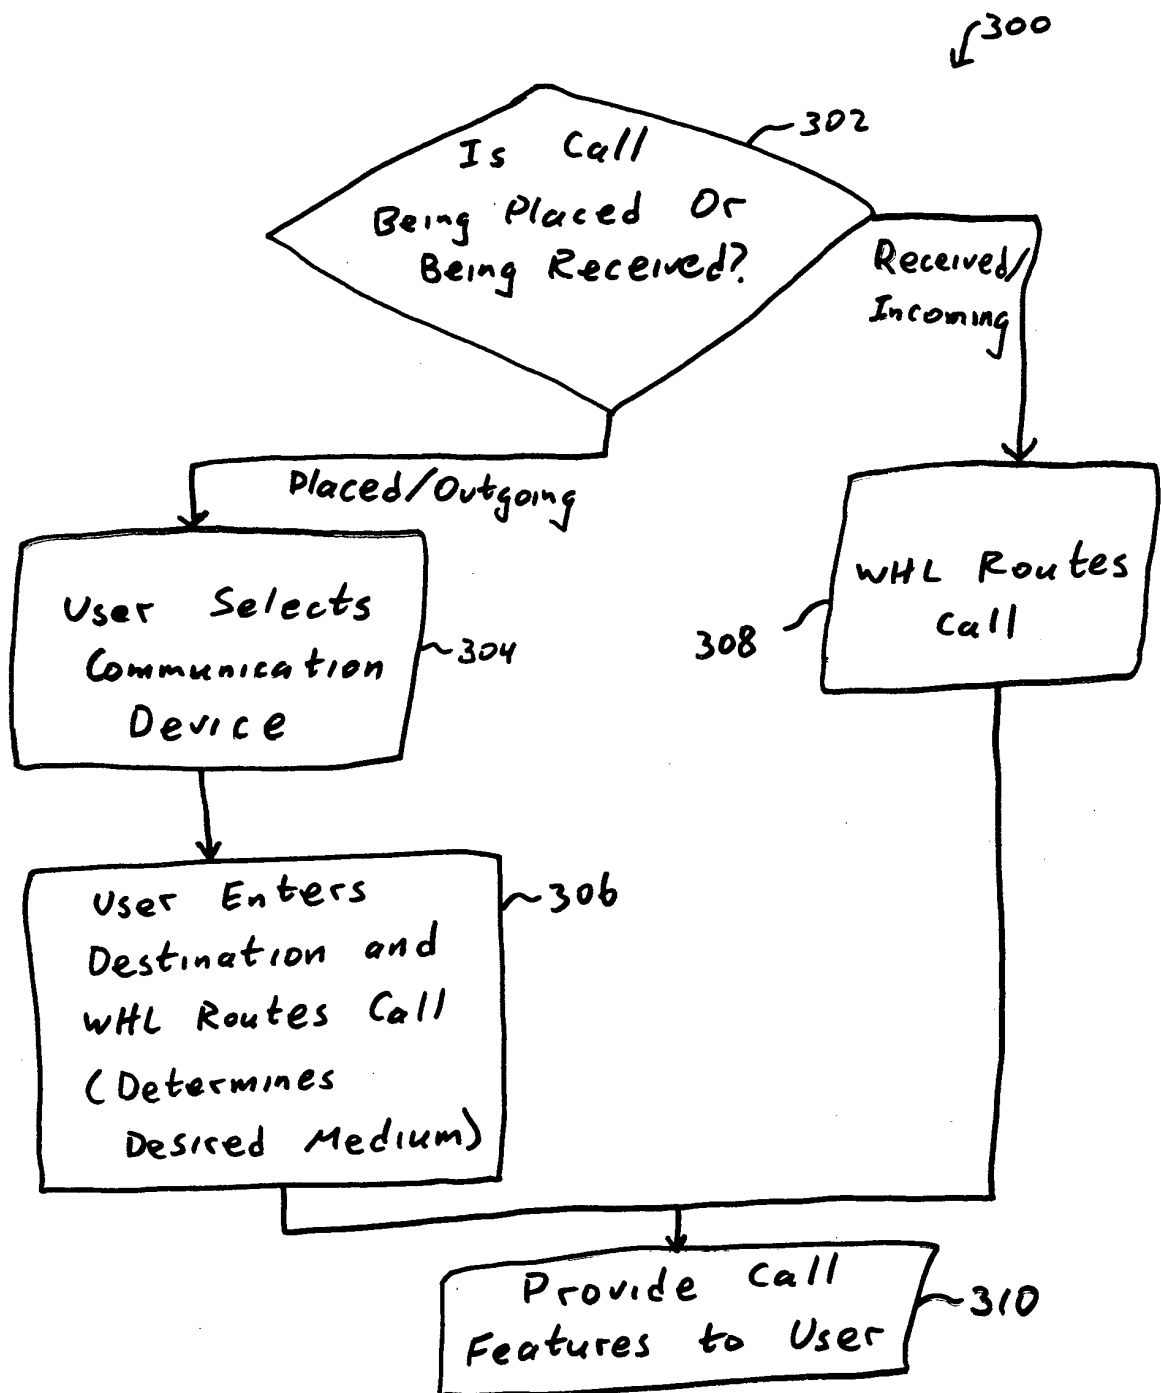 300
302
Is Call
Being Placed Or
Being Received?
Received/
Incoming
Placed/Outgoing
User Selects
Communication
Device
304
WHL Routes
Call
308
User Enters
Destination and
WHL Routes Call
(Determines
Desired Medium)
306
Provide Call
Features to User
310